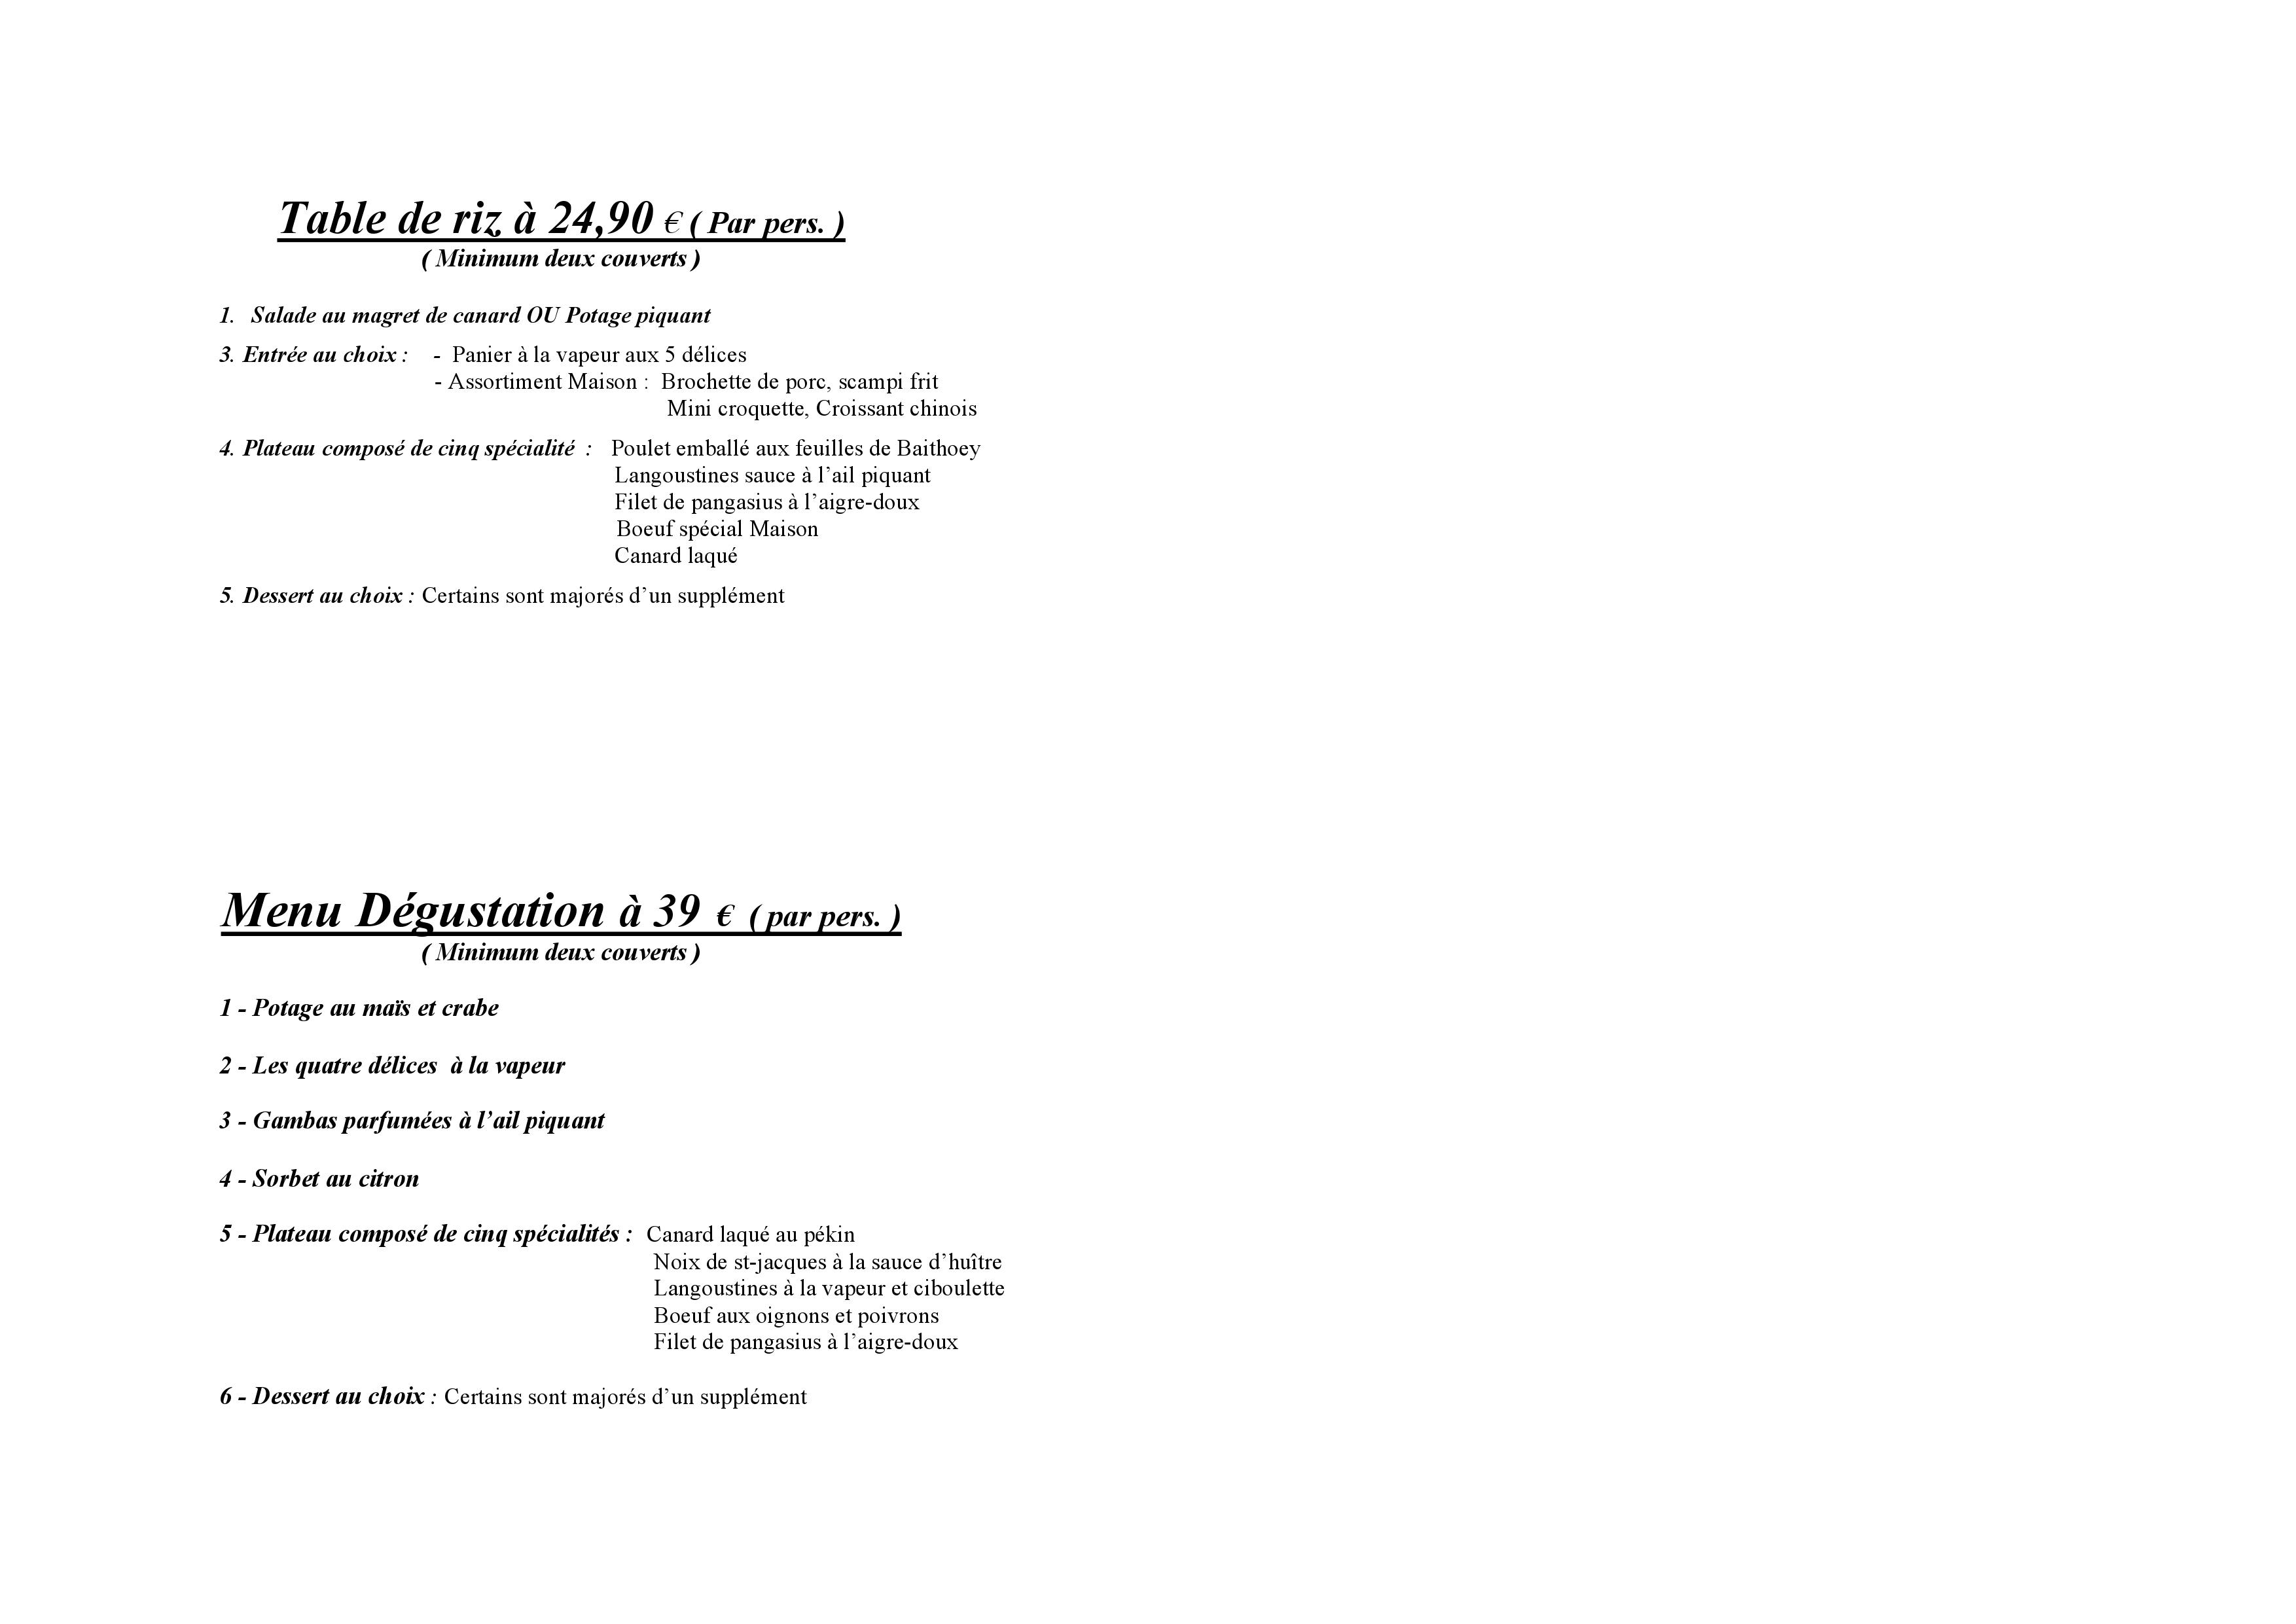 Table de riz à 24,90 € ( Par pers. )
( Minimum deux couverts )
1. Salade au magret de canard OU Potage piquant
3. Entrée au choix : - Panier à la vapeur aux 5 délices
- Assortiment Maison : Brochette de porc, scampi frit
Mini croquette, Croissant chinois
4. Plateau composé de cinq spécialité : Poulet emballé aux feuilles de Baithoey
Langoustines sauce à l’ail piquant
Filet de pangasius à l’aigre-doux
Boeuf spécial Maison
Canard laqué
5. Dessert au choix : Certains sont majorés d’un supplément
Menu Dégustation à 39 € ( par pers. )
( Minimum deux couverts )
1 - Potage au maïs et crabe
2 - Les quatre délices à la vapeur
3 - Gambas parfumées à l’ail piquant
4 - Sorbet au citron
5 - Plateau composé de cinq spécialités : Canard laqué au pékin
Noix de st-jacques à la sauce d’huître
Langoustines à la vapeur et ciboulette
Boeuf aux oignons et poivrons
Filet de pangasius à l’aigre-doux
6 - Dessert au choix : Certains sont majorés d’un supplément